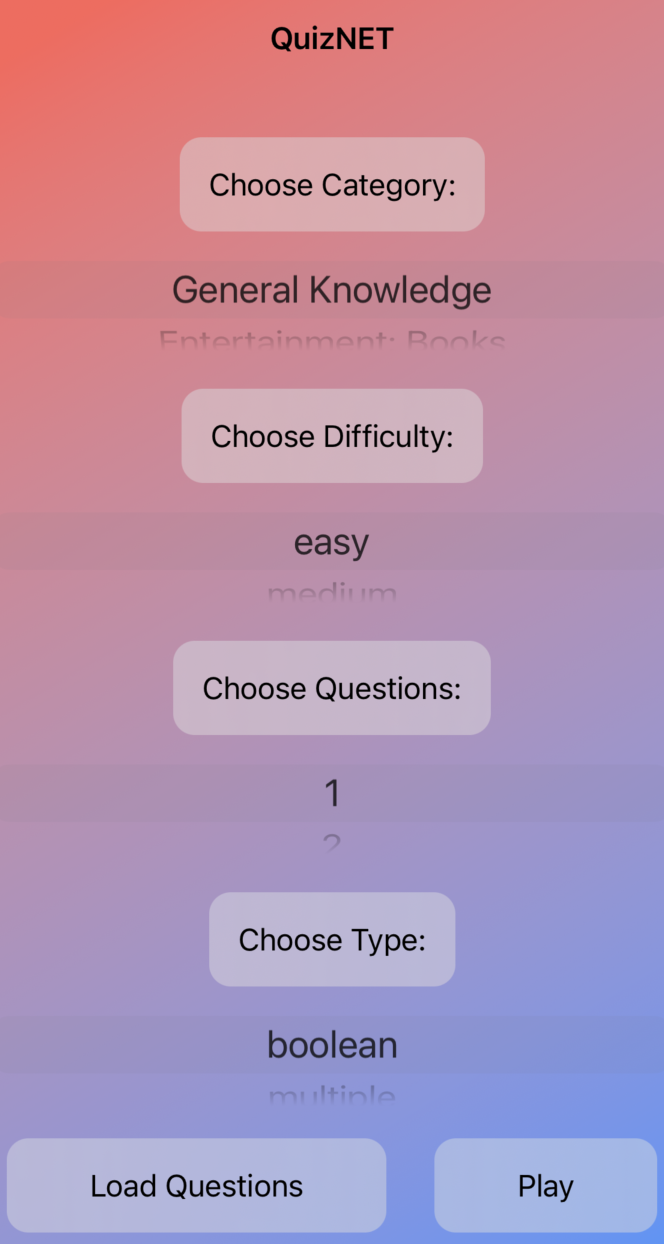 QuizNET
Choose Category:
General Knowledge
Entertainment: Books
Choose Difficulty:
easy
medium
Choose Questions:
1
2
Choose Type:
boolean
multiple
Load Questions
Play